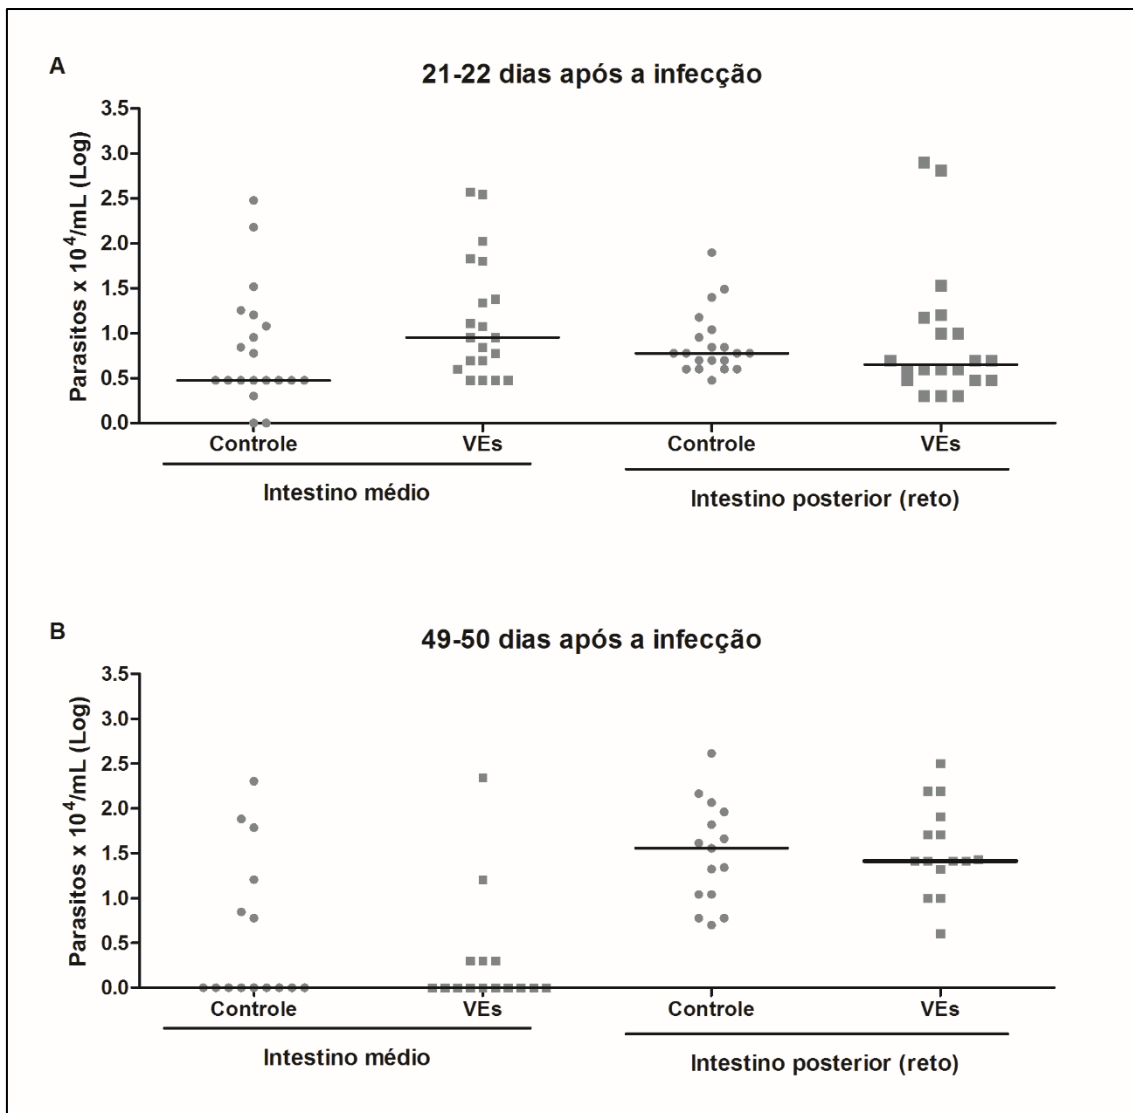 A
21-22 dias após a infecção
Parasitos x 10⁴/mL (Log)
3.5
3.0
2.5
2.0
1.5
1.0
0.5
0.0
Controle VEs Controle VEs
Intestino médio Intestino posterior (reto)
B
49-50 dias após a infecção
Parasitos x 10⁴/mL (Log)
3.5
3.0
2.5
2.0
1.5
1.0
0.5
0.0
Controle VEs Controle VEs
Intestino médio Intestino posterior (reto)